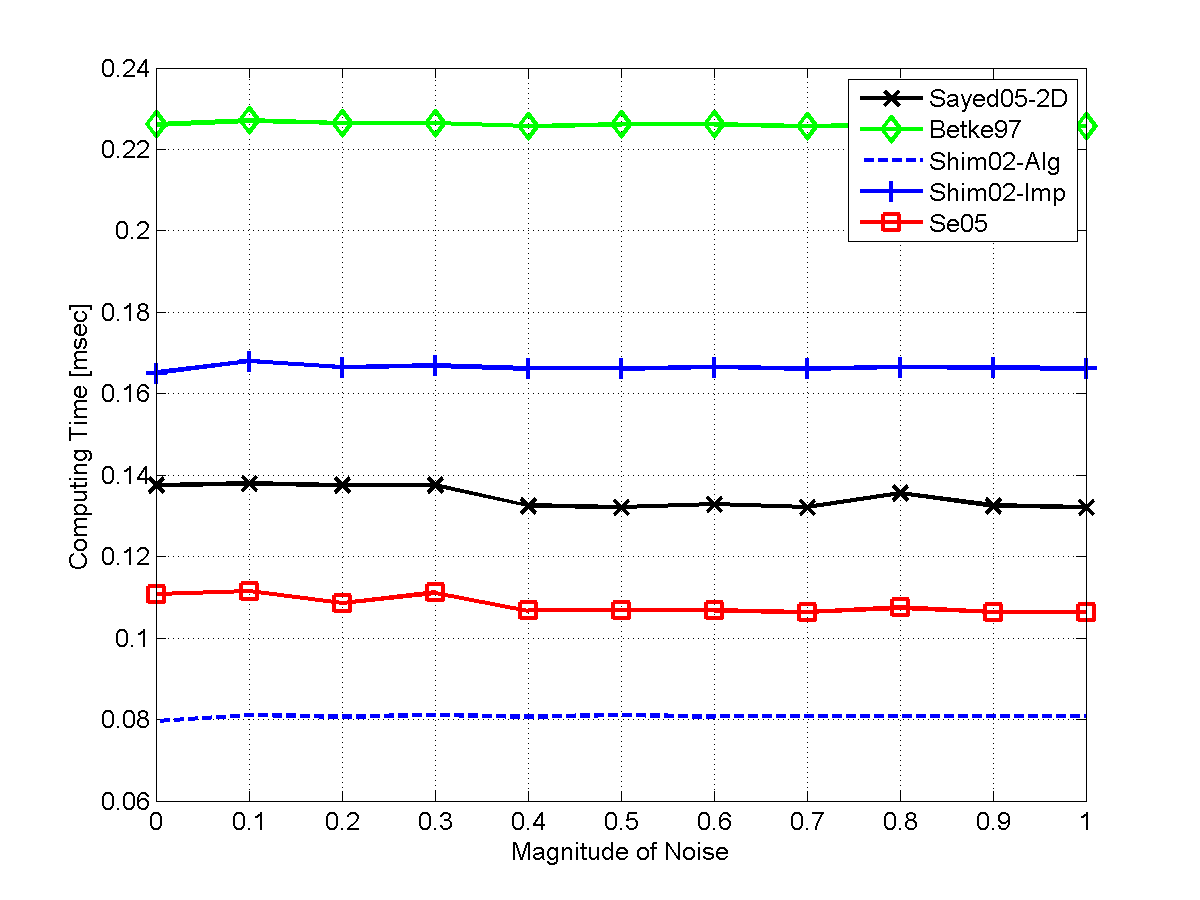 0.24
0.22
0.2
0.18
0.16
0.14
0.12
0.1
0.08
0.06
Computing Time [msec]
Sayed05-2D
Betke97
Shim02-Alg
Shim02-Imp
Se05
0 0.1 0.2 0.3 0.4 0.5 0.6 0.7 0.8 0.9 1
Magnitude of Noise